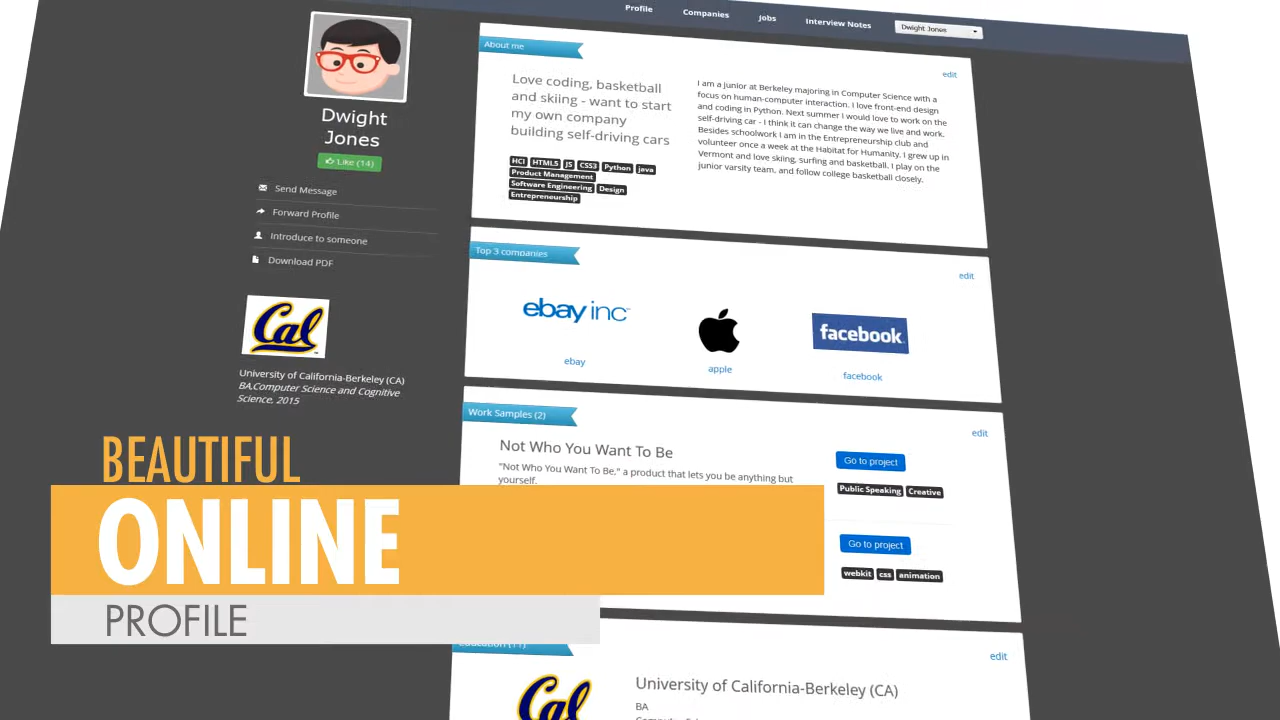 Profile
Companies
Jobs
Interview Notes
Dwight Jones
Dwight
Jones
Like (14)
Send Message
Forward Profile
Introduce to someone
Download PDF
Cal
University of California-Berkeley (CA)
BA,Computer Science and Cognitive
Science, 2015
About me
edit
Love coding, basketball
and skiing - want to start
my own company
building self-driving cars
HCI HTML5 JS CSS3 Python Java
Product Management
Software Engineering Design
Entrepreneurship
I am a junior at Berkeley majoring in Computer Science with a
focus on human-computer interaction. I love front-end design
and coding in Python. Next summer I would love to work on the
self-driving car - I think it can change the way we live and work.
Besides schoolwork I am in the Entrepreneurship club and
volunteer once a week at the Habitat for Humanity. I grew up in
Vermont and love skiing, surfing and basketball. I play on the
junior varsity team, and follow college basketball closely.
Top 3 companies
edit
ebay inc
facebook
ebay
apple
facebook
Work Samples (2)
edit
Not Who You Want To Be
"Not Who You Want To Be," a product that lets you be anything but
yourself.
Go to project
Public Speaking Creative
Go to project
webkit css animation
BEAUTIFUL
ONLINE
PROFILE
edit
Cal
University of California-Berkeley (CA)
BA